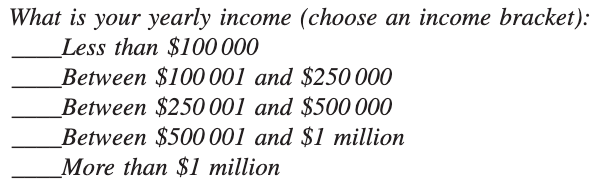 What is your yearly income (choose an income bracket):
____Less than $100 000
____Between $100 001 and $250 000
____Between $250 001 and $500 000
____Between $500 001 and $1 million
____More than $1 million